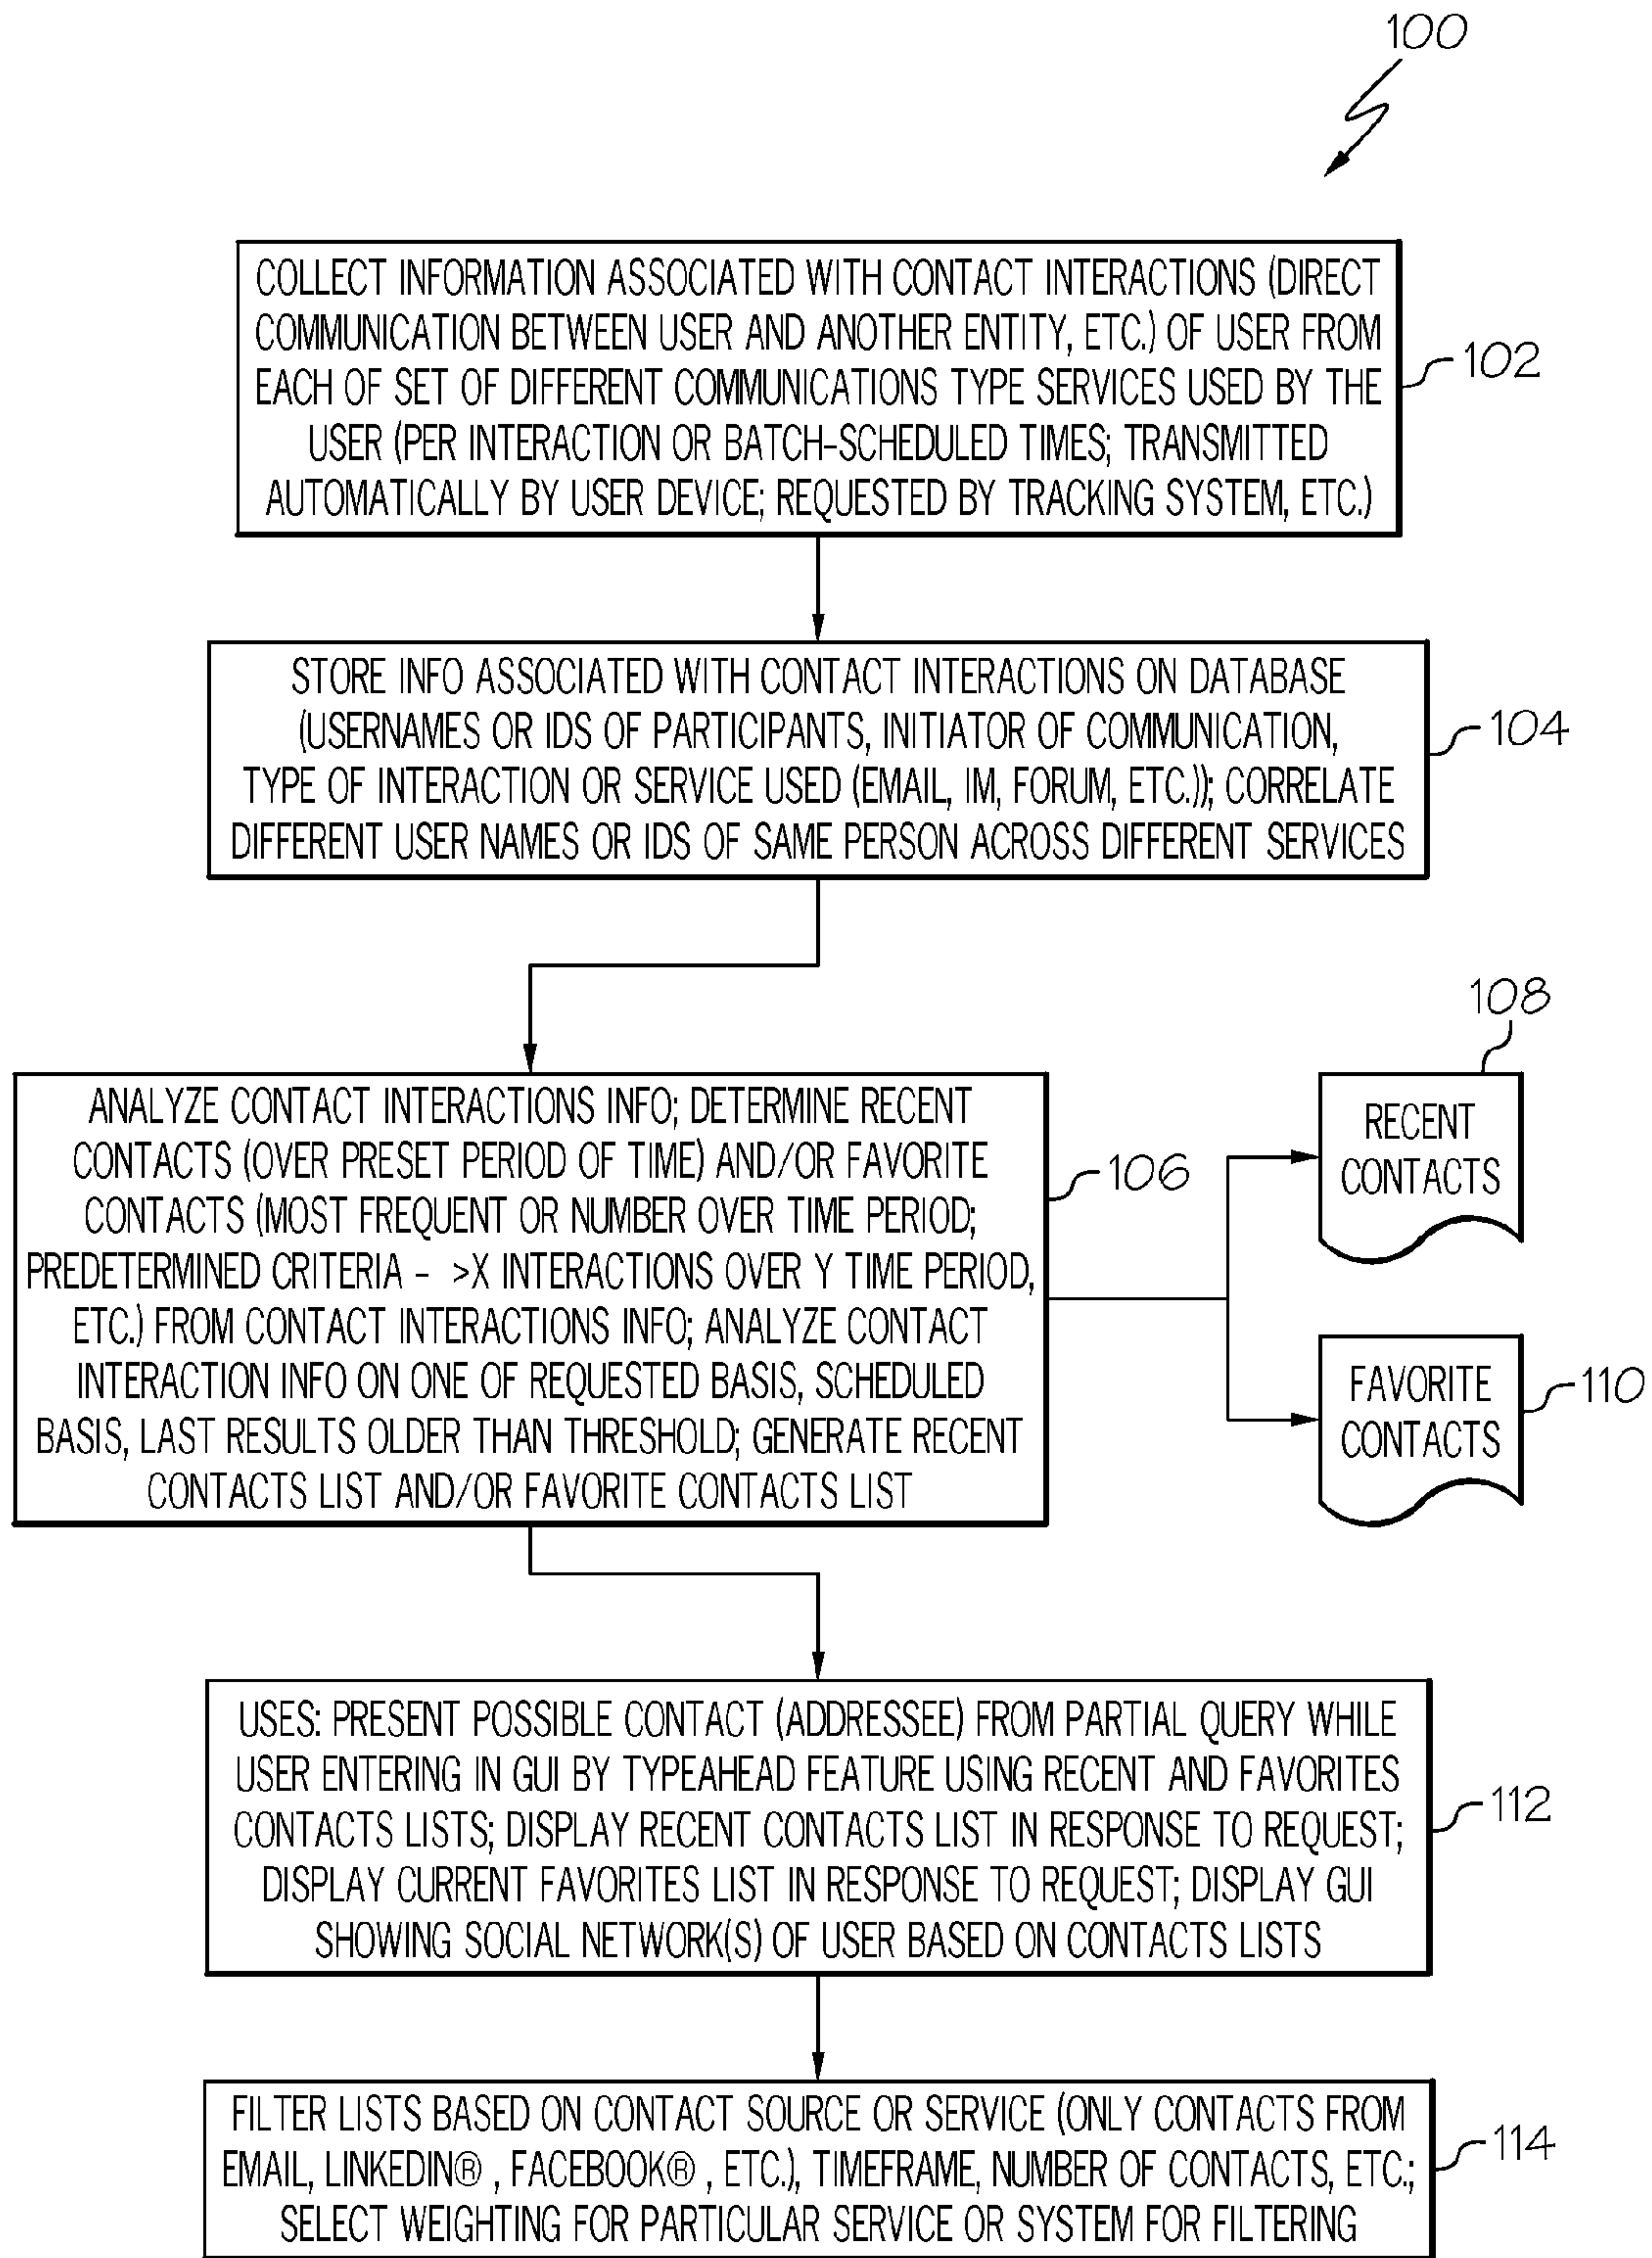 100
COLLECT INFORMATION ASSOCIATED WITH CONTACT INTERACTIONS (DIRECT
COMMUNICATION BETWEEN USER AND ANOTHER ENTITY, ETC.) OF USER FROM
EACH OF SET OF DIFFERENT COMMUNICATIONS TYPE SERVICES USED BY THE
USER (PER INTERACTION OR BATCH-SCHEDULED TIMES; TRANSMITTED
AUTOMATICALLY BY USER DEVICE; REQUESTED BY TRACKING SYSTEM, ETC.)
102
STORE INFO ASSOCIATED WITH CONTACT INTERACTIONS ON DATABASE
(USERNAMES OR IDS OF PARTICIPANTS, INITIATOR OF COMMUNICATION,
TYPE OF INTERACTION OR SERVICE USED (EMAIL, IM, FORUM, ETC.)); CORRELATE
DIFFERENT USER NAMES OR IDS OF SAME PERSON ACROSS DIFFERENT SERVICES
104
ANALYZE CONTACT INTERACTIONS INFO; DETERMINE RECENT
CONTACTS (OVER PRESET PERIOD OF TIME) AND/OR FAVORITE
CONTACTS (MOST FREQUENT OR NUMBER OVER TIME PERIOD;
PREDETERMINED CRITERIA - >X INTERACTIONS OVER Y TIME PERIOD,
ETC.) FROM CONTACT INTERACTIONS INFO; ANALYZE CONTACT
INTERACTION INFO ON ONE OF REQUESTED BASIS, SCHEDULED
BASIS, LAST RESULTS OLDER THAN THRESHOLD; GENERATE RECENT
CONTACTS LIST AND/OR FAVORITE CONTACTS LIST
106
108
RECENT
CONTACTS
FAVORITE
CONTACTS
110
USES: PRESENT POSSIBLE CONTACT (ADDRESSEE) FROM PARTIAL QUERY WHILE
USER ENTERING IN GUI BY TYPEAHEAD FEATURE USING RECENT AND FAVORITES
CONTACTS LISTS; DISPLAY RECENT CONTACTS LIST IN RESPONSE TO REQUEST;
DISPLAY CURRENT FAVORITES LIST IN RESPONSE TO REQUEST; DISPLAY GUI
SHOWING SOCIAL NETWORK(S) OF USER BASED ON CONTACTS LISTS
112
FILTER LISTS BASED ON CONTACT SOURCE OR SERVICE (ONLY CONTACTS FROM
EMAIL, LINKEDIN® , FACEBOOK® , ETC.), TIMEFRAME, NUMBER OF CONTACTS, ETC.;
SELECT WEIGHTING FOR PARTICULAR SERVICE OR SYSTEM FOR FILTERING
114